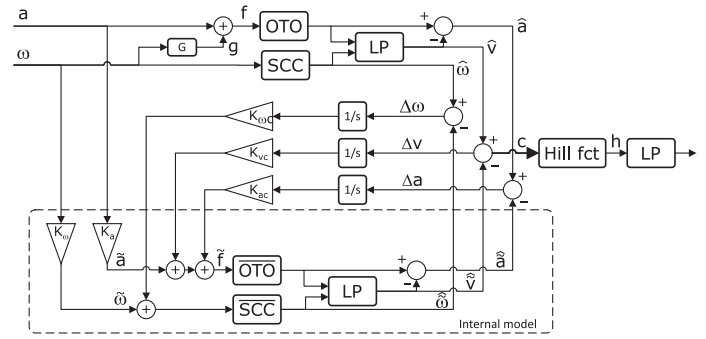 a f OTO + − â
G g LP v̂
ω SCC ω̂
K_ωc 1/s Δω + −
K_vc 1/s Δv + − c Hill fct h LP
K_ac 1/s Δa + −
K_ω K_a
ã f̃ OTO + − ẫ
LP v̂̃
ω̃ SCC ω̂̃
Internal model